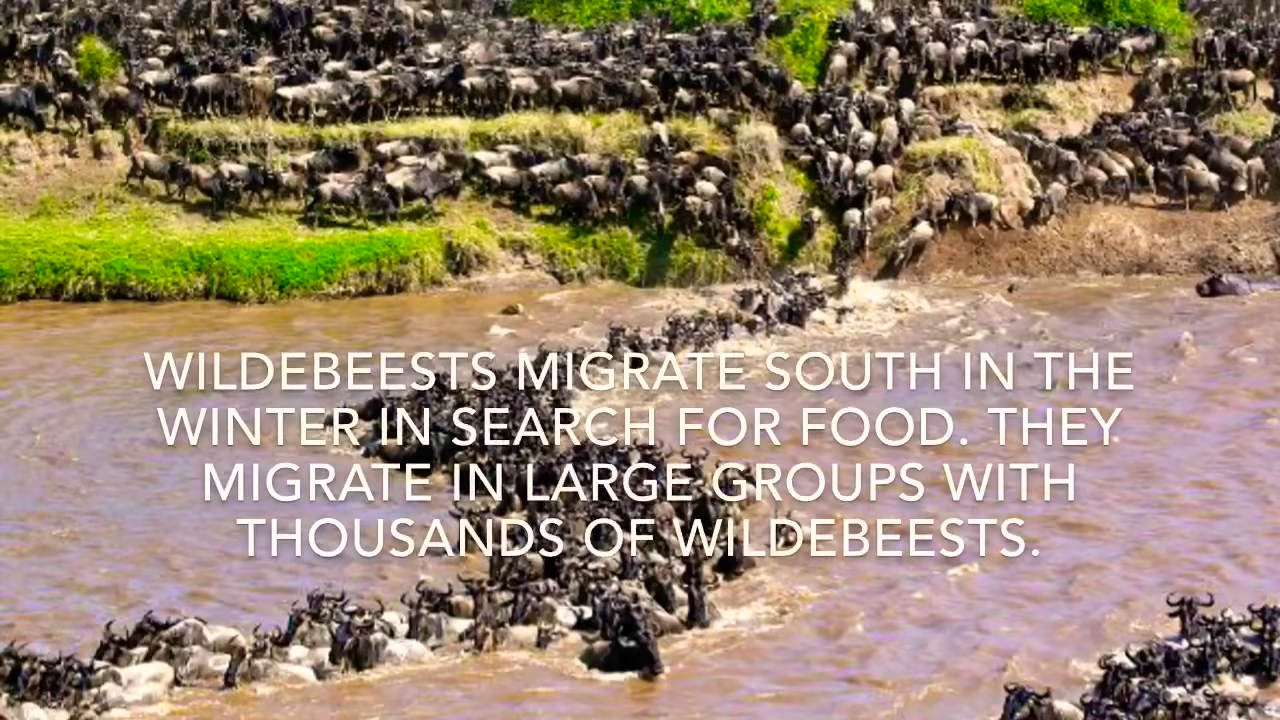 WILDEBEESTS MIGRATE SOUTH IN THE
WINTER IN SEARCH FOR FOOD. THEY
MIGRATE IN LARGE GROUPS WITH
THOUSANDS OF WILDEBEESTS.